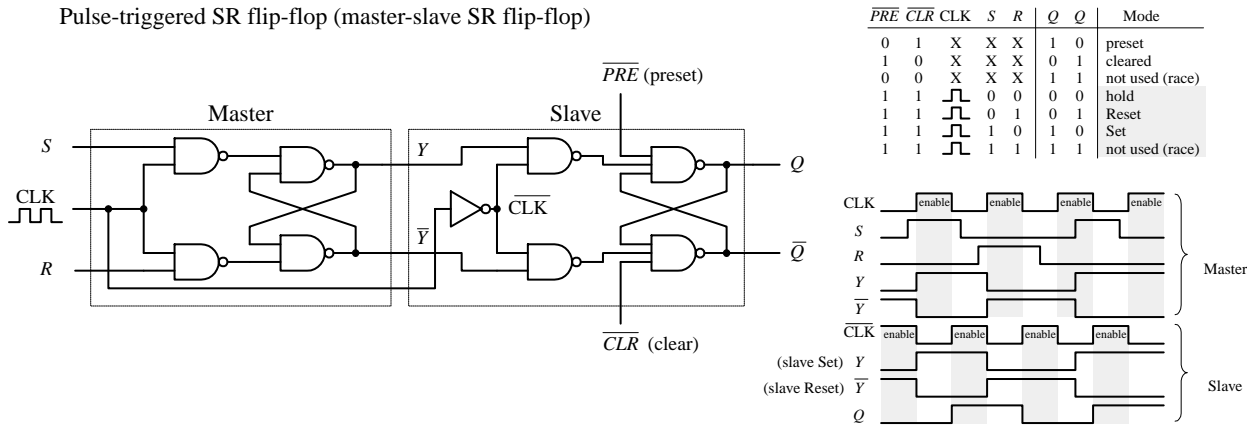 Pulse-triggered SR flip-flop (master-slave SR flip-flop)
PRE (preset)
Master
Slave
S
CLK
R
Y
Y
CLK
Q
Q
CLR (clear)
PRE CLR CLK S R Q Q Mode
0 1 X X X 1 0 preset
1 0 X X X 0 1 cleared
0 0 X X X 1 1 not used (race)
1 1 0 0 0 0 hold
1 1 0 1 0 1 Reset
1 1 1 0 1 0 Set
1 1 1 1 1 1 not used (race)
CLK enable enable enable enable
S
R
Y
Y
Master
CLK enable enable enable enable
(slave Set) Y
(slave Reset) Y
Q
Slave